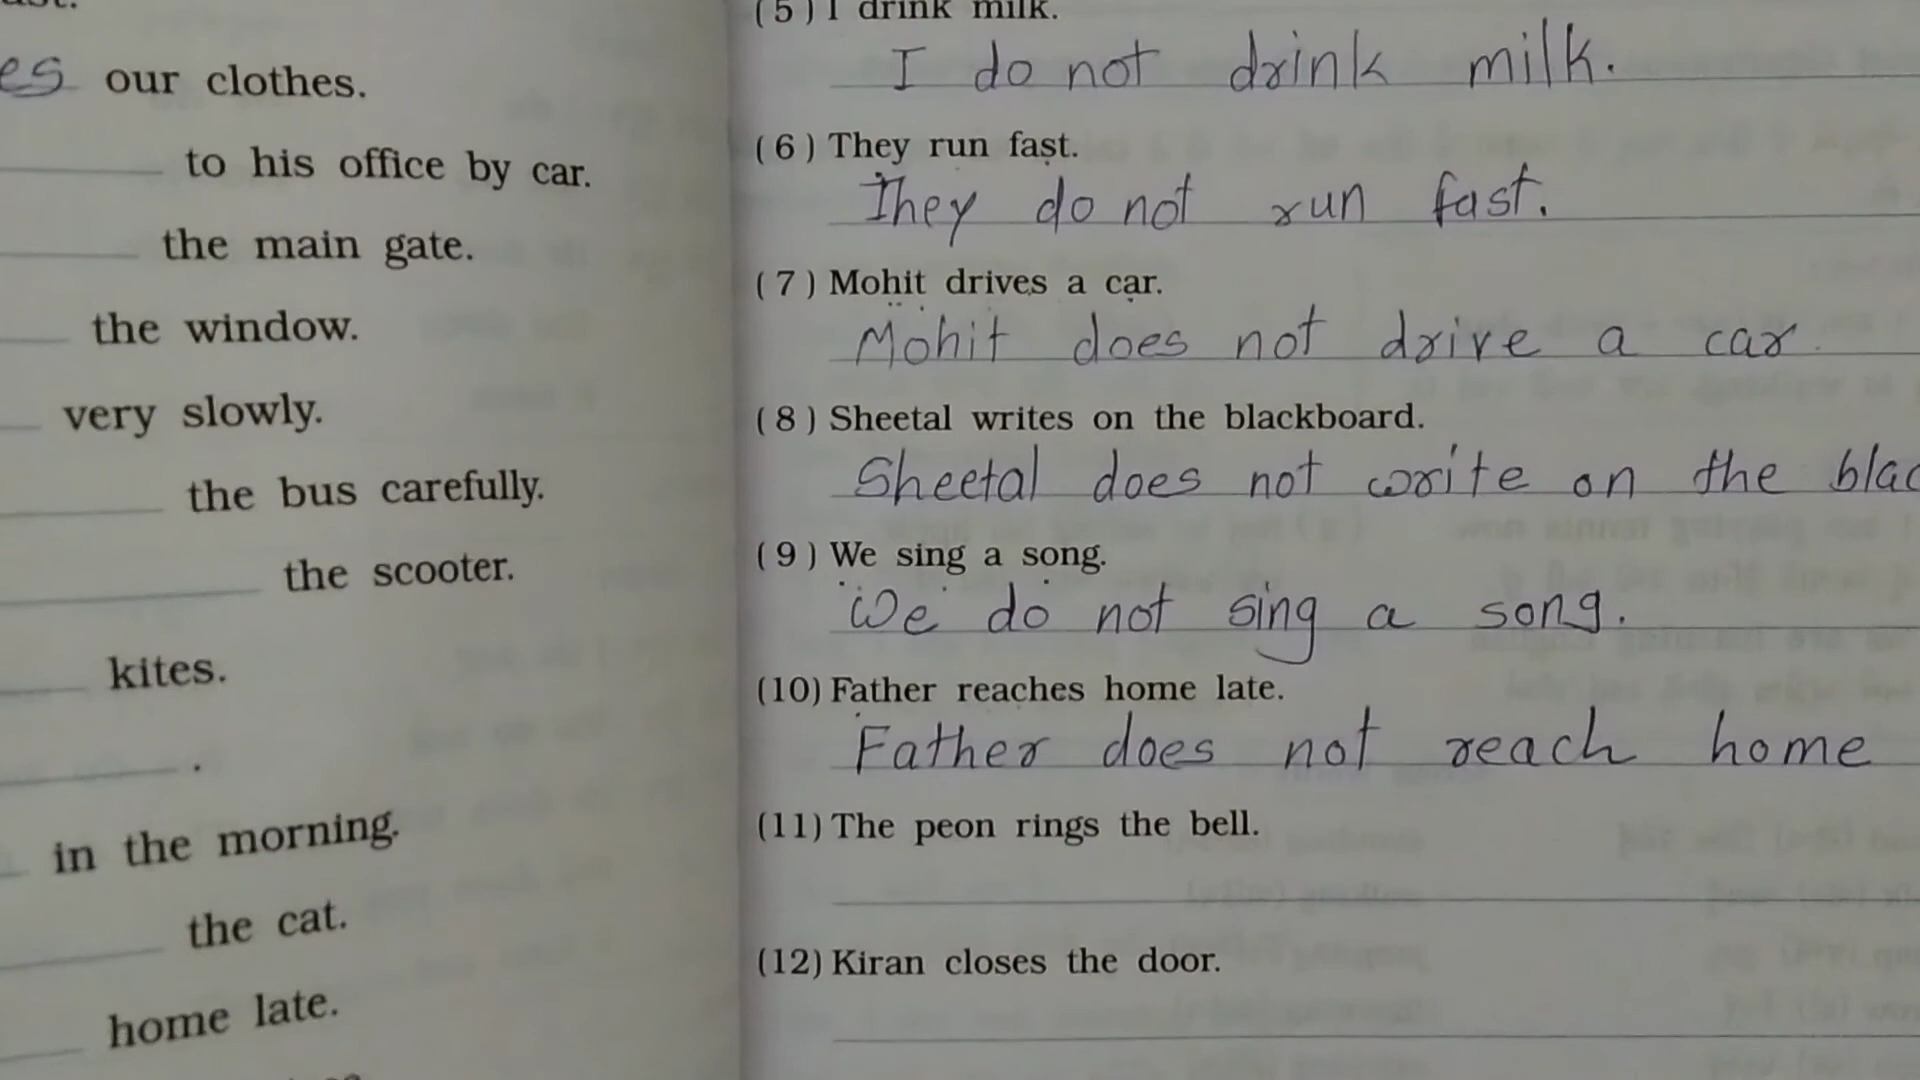 es our clothes.
to his office by car.
the main gate.
the window.
very slowly.
the bus carefully.
the scooter.
kites.
.
in the morning.
the cat.
home late.
(5) I drink milk.
I do not drink milk.
(6) They run fast.
They do not run fast.
(7) Mohit drives a car.
Mohit does not drive a car.
(8) Sheetal writes on the blackboard.
Sheetal does not write on the blac
(9) We sing a song.
We do not sing a song.
(10) Father reaches home late.
Father does not reach home
(11) The peon rings the bell.
(12) Kiran closes the door.